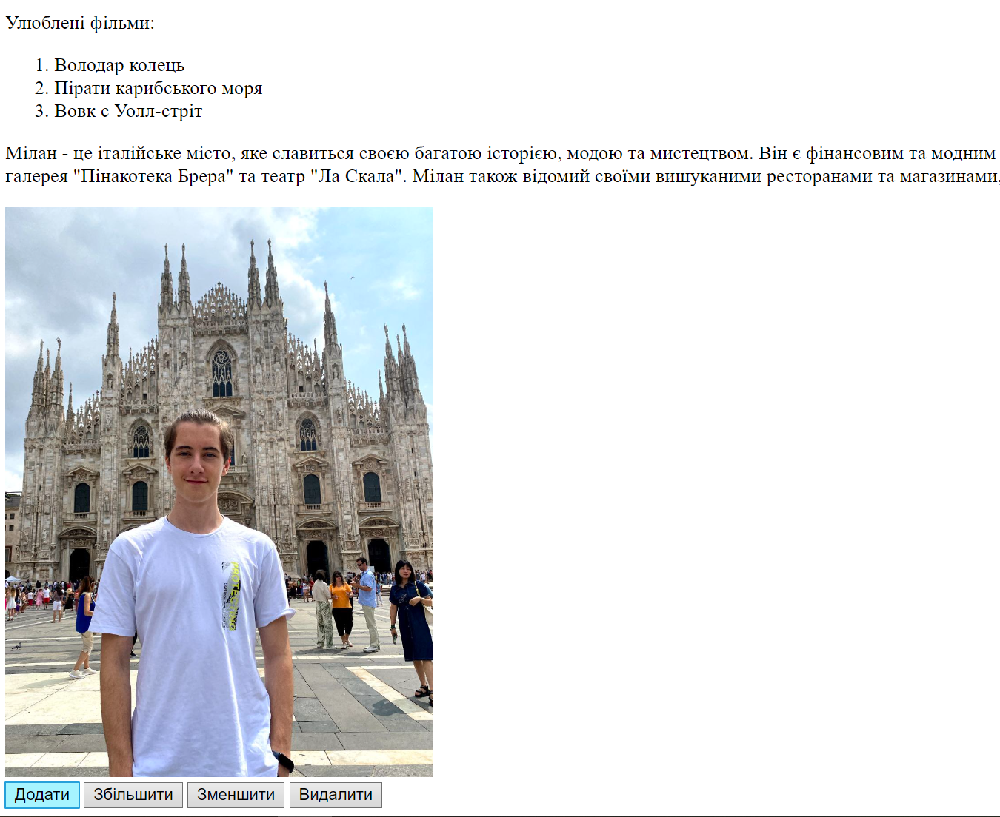 Улюблені фільми:
1. Володар колець
2. Пірати карибського моря
3. Вовк с Уолл-стріт
Мілан - це італійське місто, яке славиться своєю багатою історією, модою та мистецтвом. Він є фінансовим та модним
галерея "Пінакотека Брера" та театр "Ла Скала". Мілан також відомий своїми вишуканими ресторанами та магазинами,
Додати Збільшити Зменшити Видалити